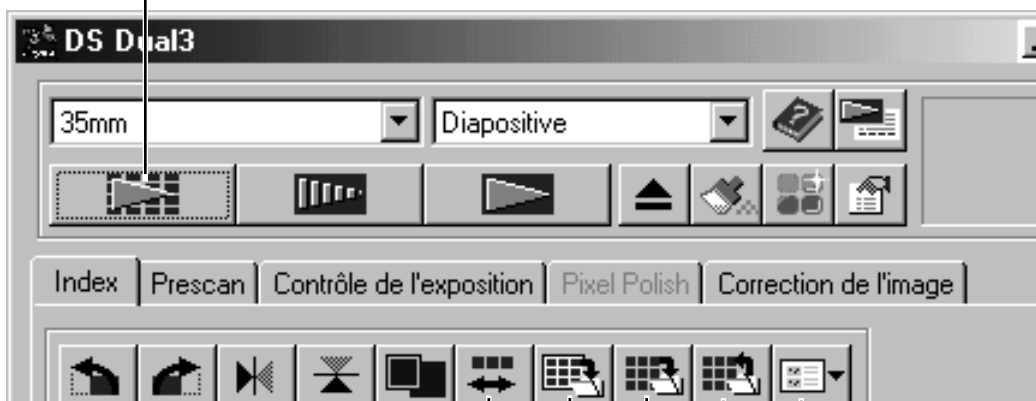 DS Dual3
35mm Diapositive
Index Prescan Contrôle de l'exposition Pixel Polish Correction de l'image